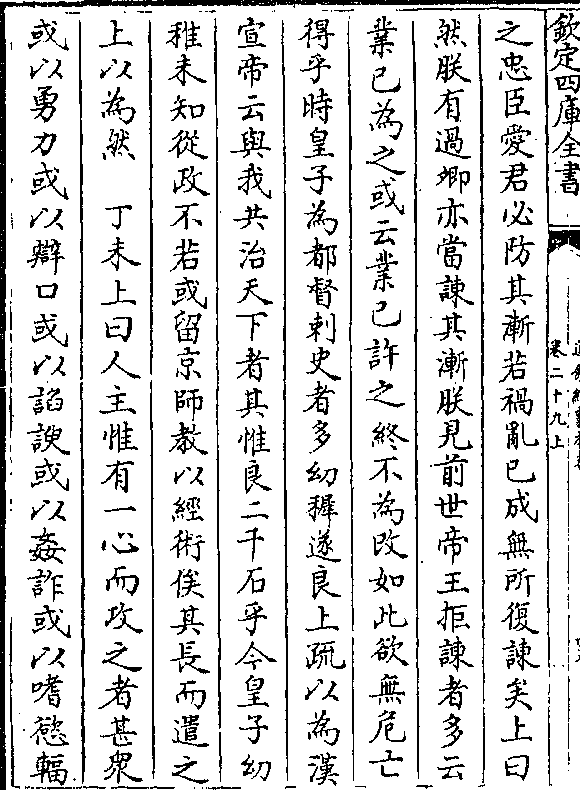 欽定四庫全書
卷二十九上
之忠臣愛君必防其漸若禍亂已成無所復諫矣上曰
然朕有過卿亦當諫其漸朕見前世帝王拒諫者多云
業已為之或云業已許之終不為改如此欲無危亡
得乎時皇子為都督刺史者多幼穉遂良上疏以為漢
宣帝云與我共治天下者其惟良二千石乎今皇子幼
稚未知從政不若或留京師教以經術俟其長而遣之
上以為然　丁未上曰人主惟有一心而攻之者甚衆
或以勇力或以辯口或以諂諛或以姦詐或以嗜慾輻